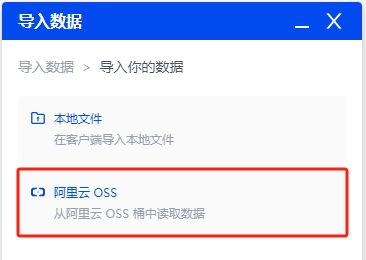 导入数据
导入数据 > 导入你的数据
本地文件
在客户端导入本地文件
阿里云 OSS
从阿里云 OSS 桶中读取数据